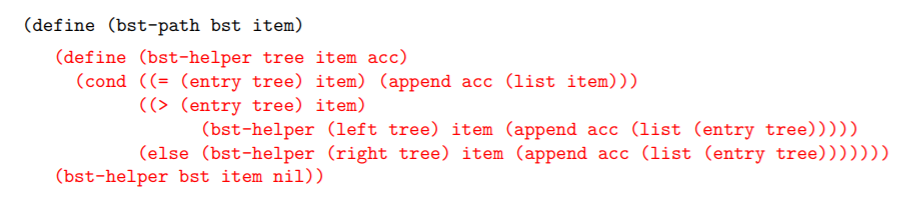 (define (bst-path bst item)
(define (bst-helper tree item acc)
(cond ((= (entry tree) item) (append acc (list item)))
((> (entry tree) item)
(bst-helper (left tree) item (append acc (list (entry tree)))))
(else (bst-helper (right tree) item (append acc (list (entry tree)))))))
(bst-helper bst item nil))